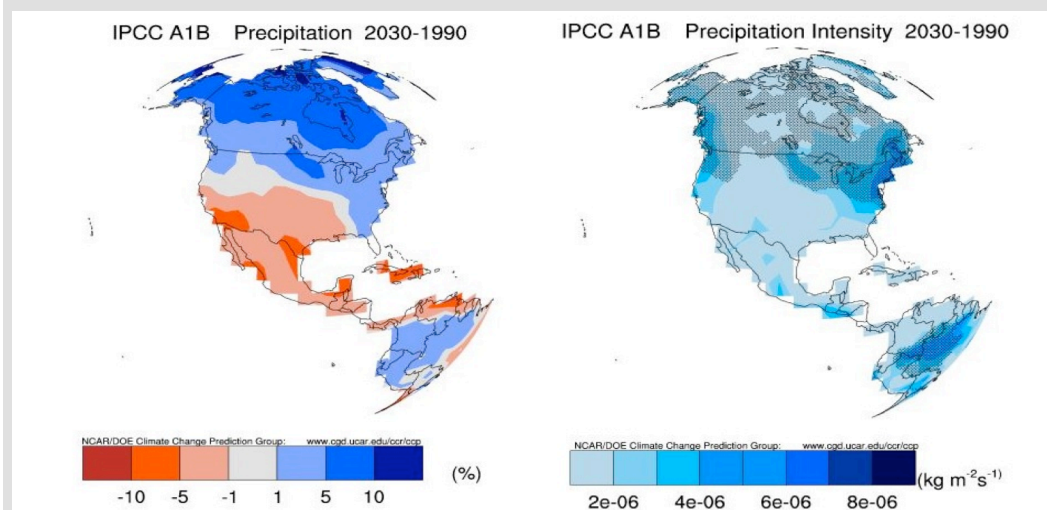 IPCC A1B Precipitation 2030-1990
NCAR/DOE Climate Change Prediction Group: www.cgd.ucar.edu/ccr/ccp
(%)
-10 -5 -1 1 5 10
IPCC A1B Precipitation Intensity 2030-1990
NCAR/DOE Climate Change Prediction Group: www.cgd.ucar.edu/ccr/ccp
(kg m⁻²s⁻¹)
2e-06 4e-06 6e-06 8e-06